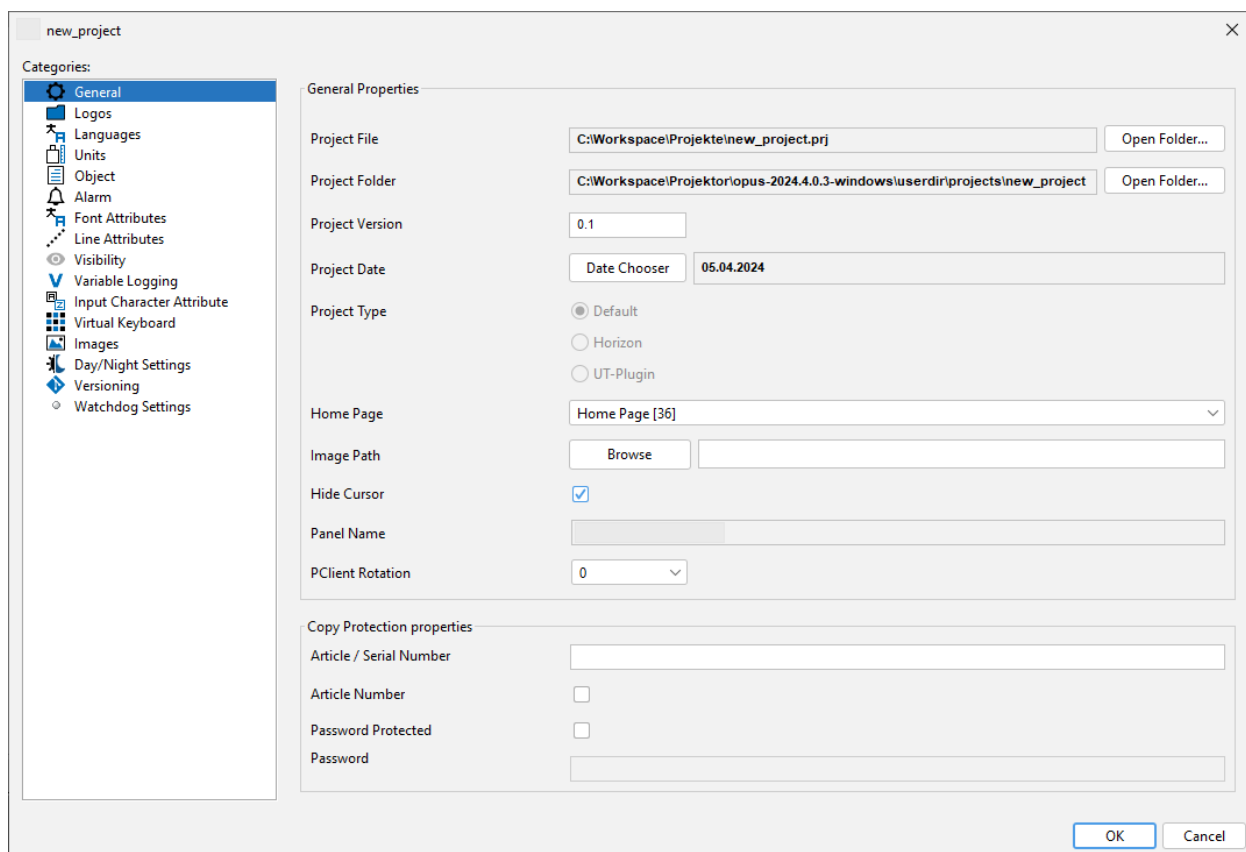 new_project
Categories:
General
Logos
Languages
Units
Object
Alarm
Font Attributes
Line Attributes
Visibility
Variable Logging
Input Character Attribute
Virtual Keyboard
Images
Day/Night Settings
Versioning
Watchdog Settings
General Properties
Project File C:\Workspace\Projekte\new_project.prj Open Folder...
Project Folder C:\Workspace\Projektor\opus-2024.4.0.3-windows\userdir\projects\new_project Open Folder...
Project Version 0.1
Project Date Date Chooser 05.04.2024
Project Type Default
Horizon
UT-Plugin
Home Page Home Page [36]
Image Path Browse
Hide Cursor
Panel Name
PClient Rotation 0
Copy Protection properties
Article / Serial Number
Article Number
Password Protected
Password
OK Cancel